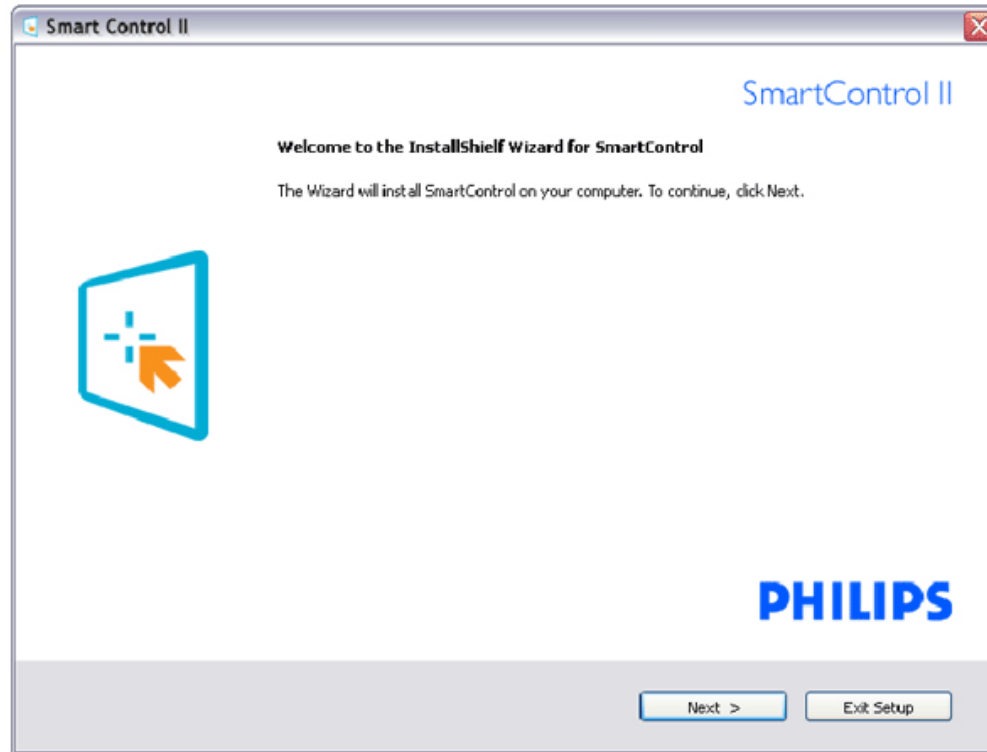 Smart Control II
SmartControl II
Welcome to the InstallShielf Wizard for SmartControl
The Wizard will install SmartControl on your computer. To continue, click Next.
PHILIPS
Next >
Exit Setup